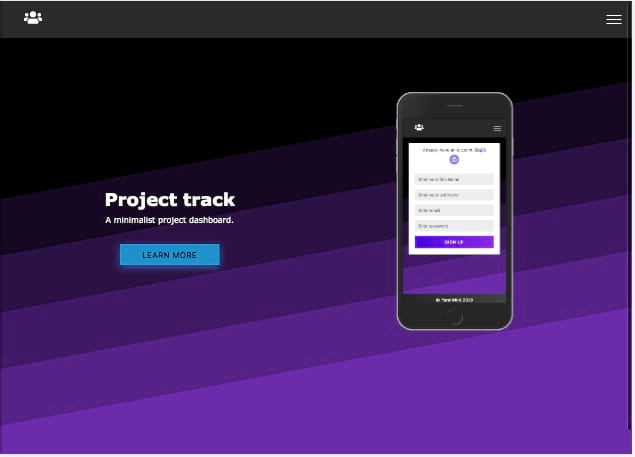 Project track
A minimalist project dashboard.
LEARN MORE
Already have an account, login
Enter your first Name
Enter your last Name
Enter email
Enter password
SIGN UP
2019